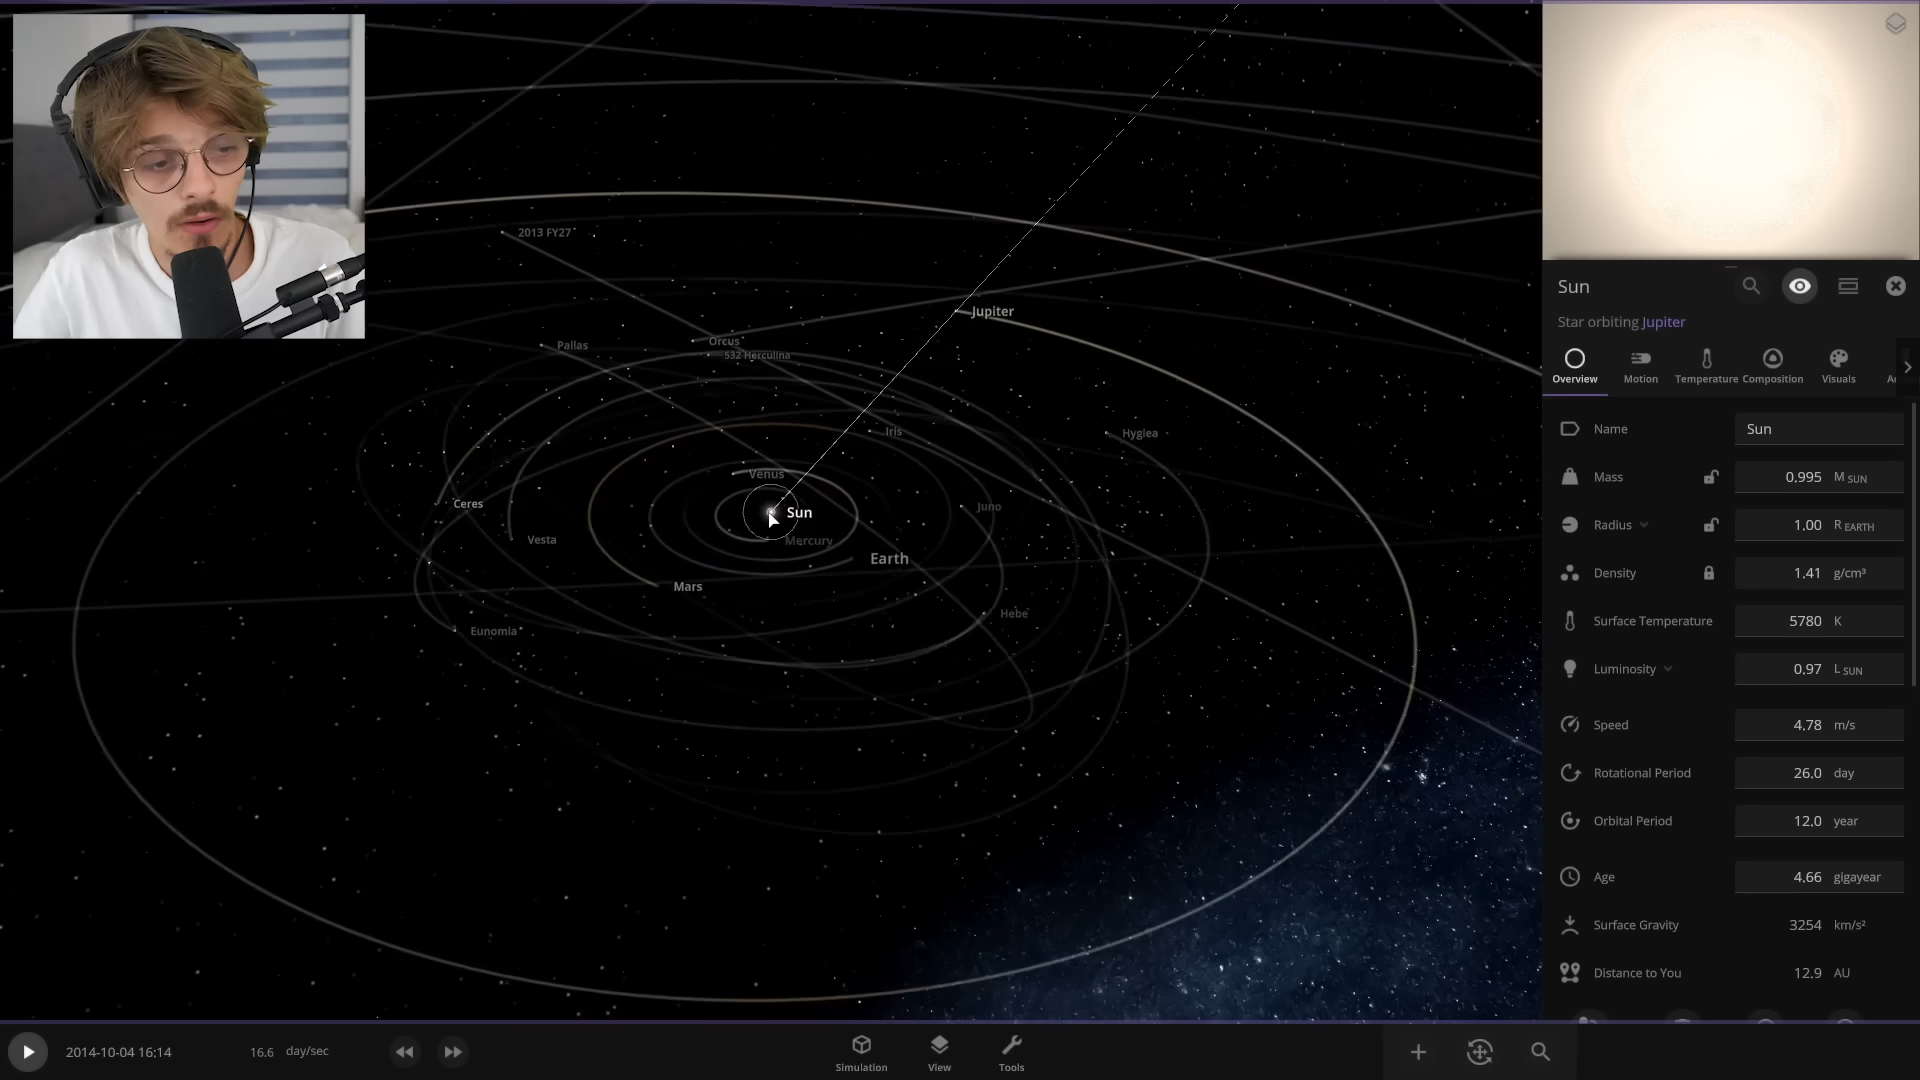 2013 FY27
Jupiter
Pallas
Orcus
532 Herculina
Iris
Hygiea
Venus
Ceres
Sun
Juno
Vesta
Mercury
Earth
Mars
Hebe
Eunomia
Sun
Star orbiting Jupiter
Overview
Motion
Temperature
Composition
Visuals
Name Sun
Mass 0.995 M SUN
Radius 1.00 R EARTH
Density 1.41 g/cm³
Surface Temperature 5780 K
Luminosity 0.97 L SUN
Speed 4.78 m/s
Rotational Period 26.0 day
Orbital Period 12.0 year
Age 4.66 gigayear
Surface Gravity 3254 km/s²
Distance to You 12.9 AU
2014-10-04 16:14
16.6 day/sec
Simulation
View
Tools